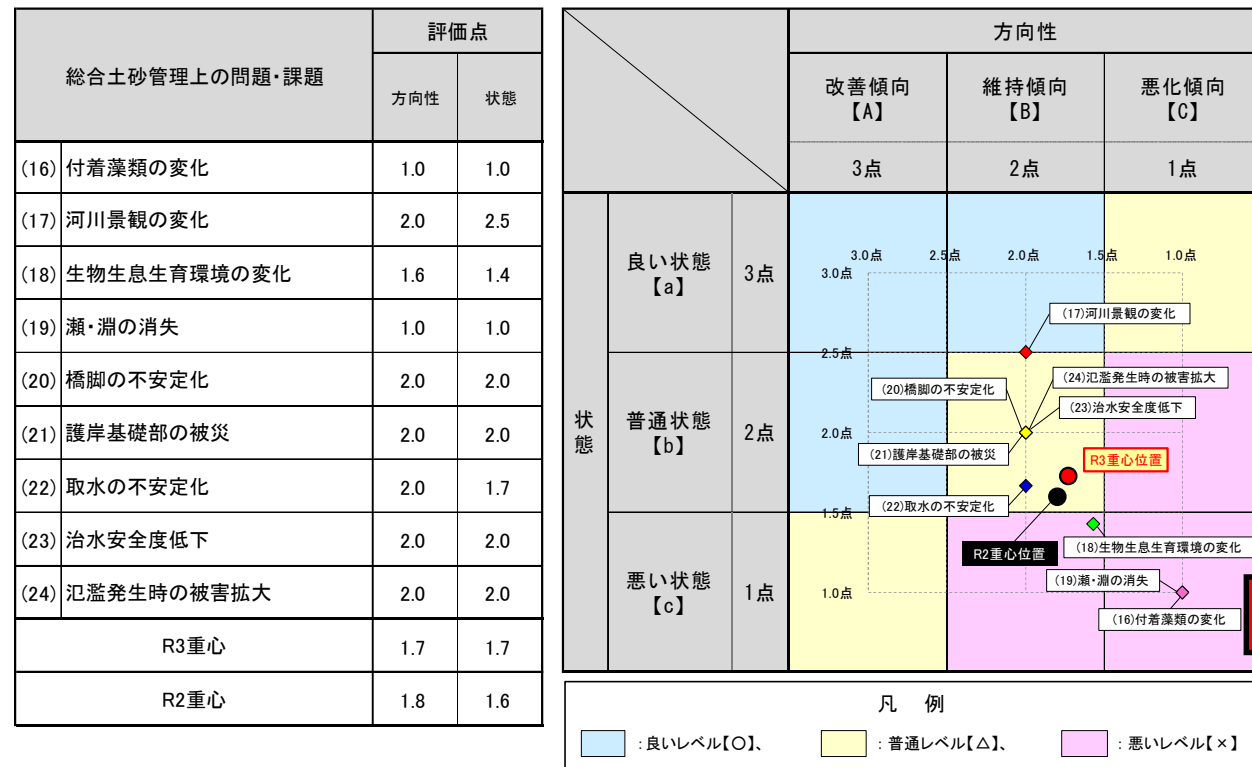 総合土砂管理上の問題・課題
評価点
方向性
状態
(16) 付着藻類の変化 1.0 1.0
(17) 河川景観の変化 2.0 2.5
(18) 生物生息生育環境の変化 1.6 1.4
(19) 瀬・淵の消失 1.0 1.0
(20) 橋脚の不安定化 2.0 2.0
(21) 護岸基礎部の被災 2.0 2.0
(22) 取水の不安定化 2.0 1.7
(23) 治水安全度低下 2.0 2.0
(24) 氾濫発生時の被害拡大 2.0 2.0
R3重心 1.7 1.7
R2重心 1.8 1.6
方向性
改善傾向
【A】
維持傾向
【B】
悪化傾向
【C】
3点 2点 1点
状態
良い状態
【a】
3点
普通状態
【b】
2点
悪い状態
【c】
1点
3.0点 2.5点 2.0点 1.5点 1.0点
3.0点
(17)河川景観の変化
2.5点
(24)氾濫発生時の被害拡大
(20)橋脚の不安定化
(23)治水安全度低下
2.0点
(21)護岸基礎部の被災
R3重心位置
(22)取水の不安定化
1.5点
R2重心位置
(18)生物生息生育環境の変化
(19)瀬・淵の消失
1.0点
(16)付着藻類の変化
凡 例
：良いレベル【○】、 ：普通レベル【△】、 ：悪いレベル【×】